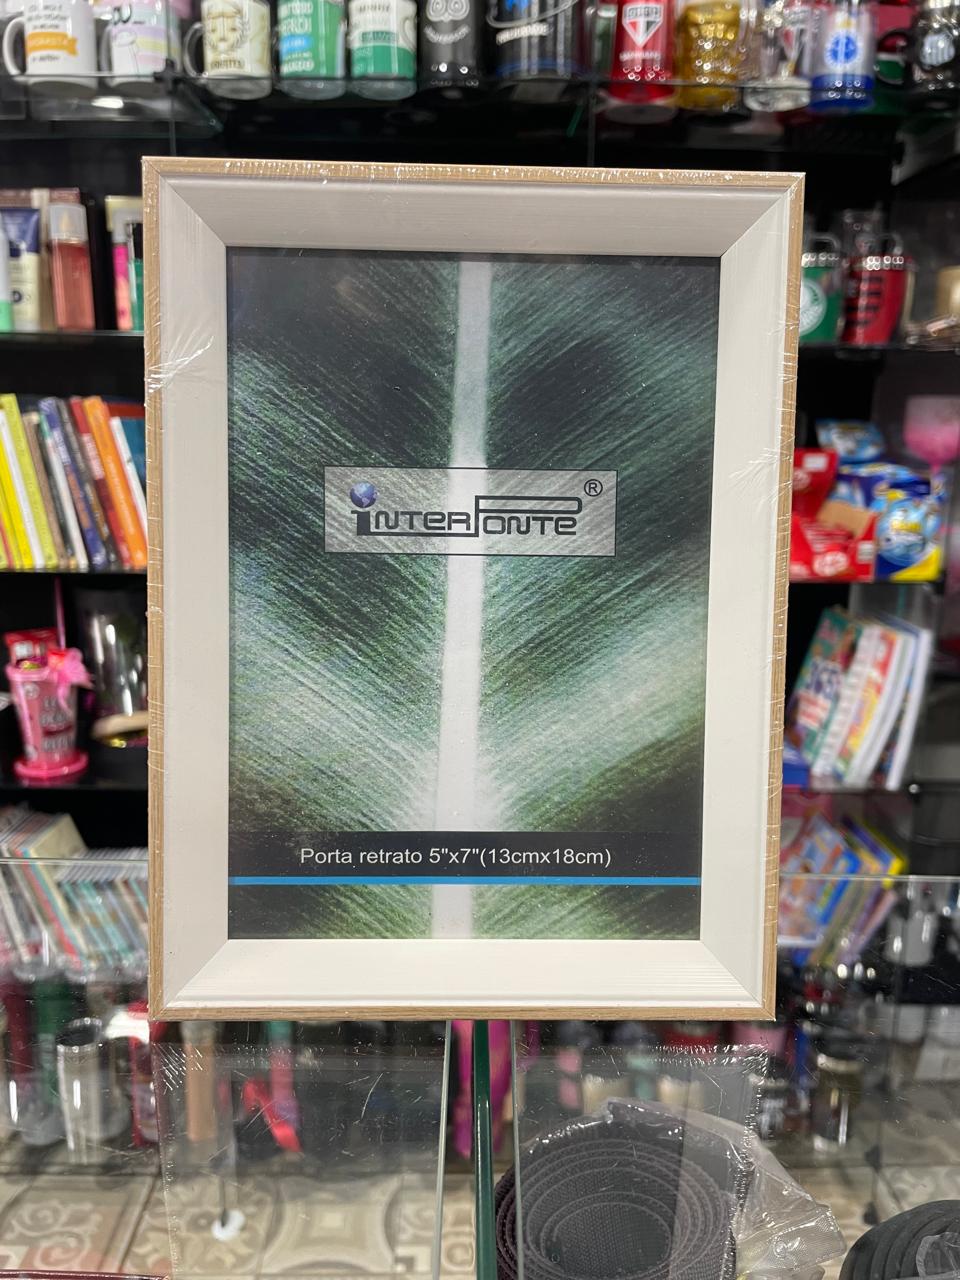 INTERPONTE®
Porta retrato 5"x7"(13cmx18cm)